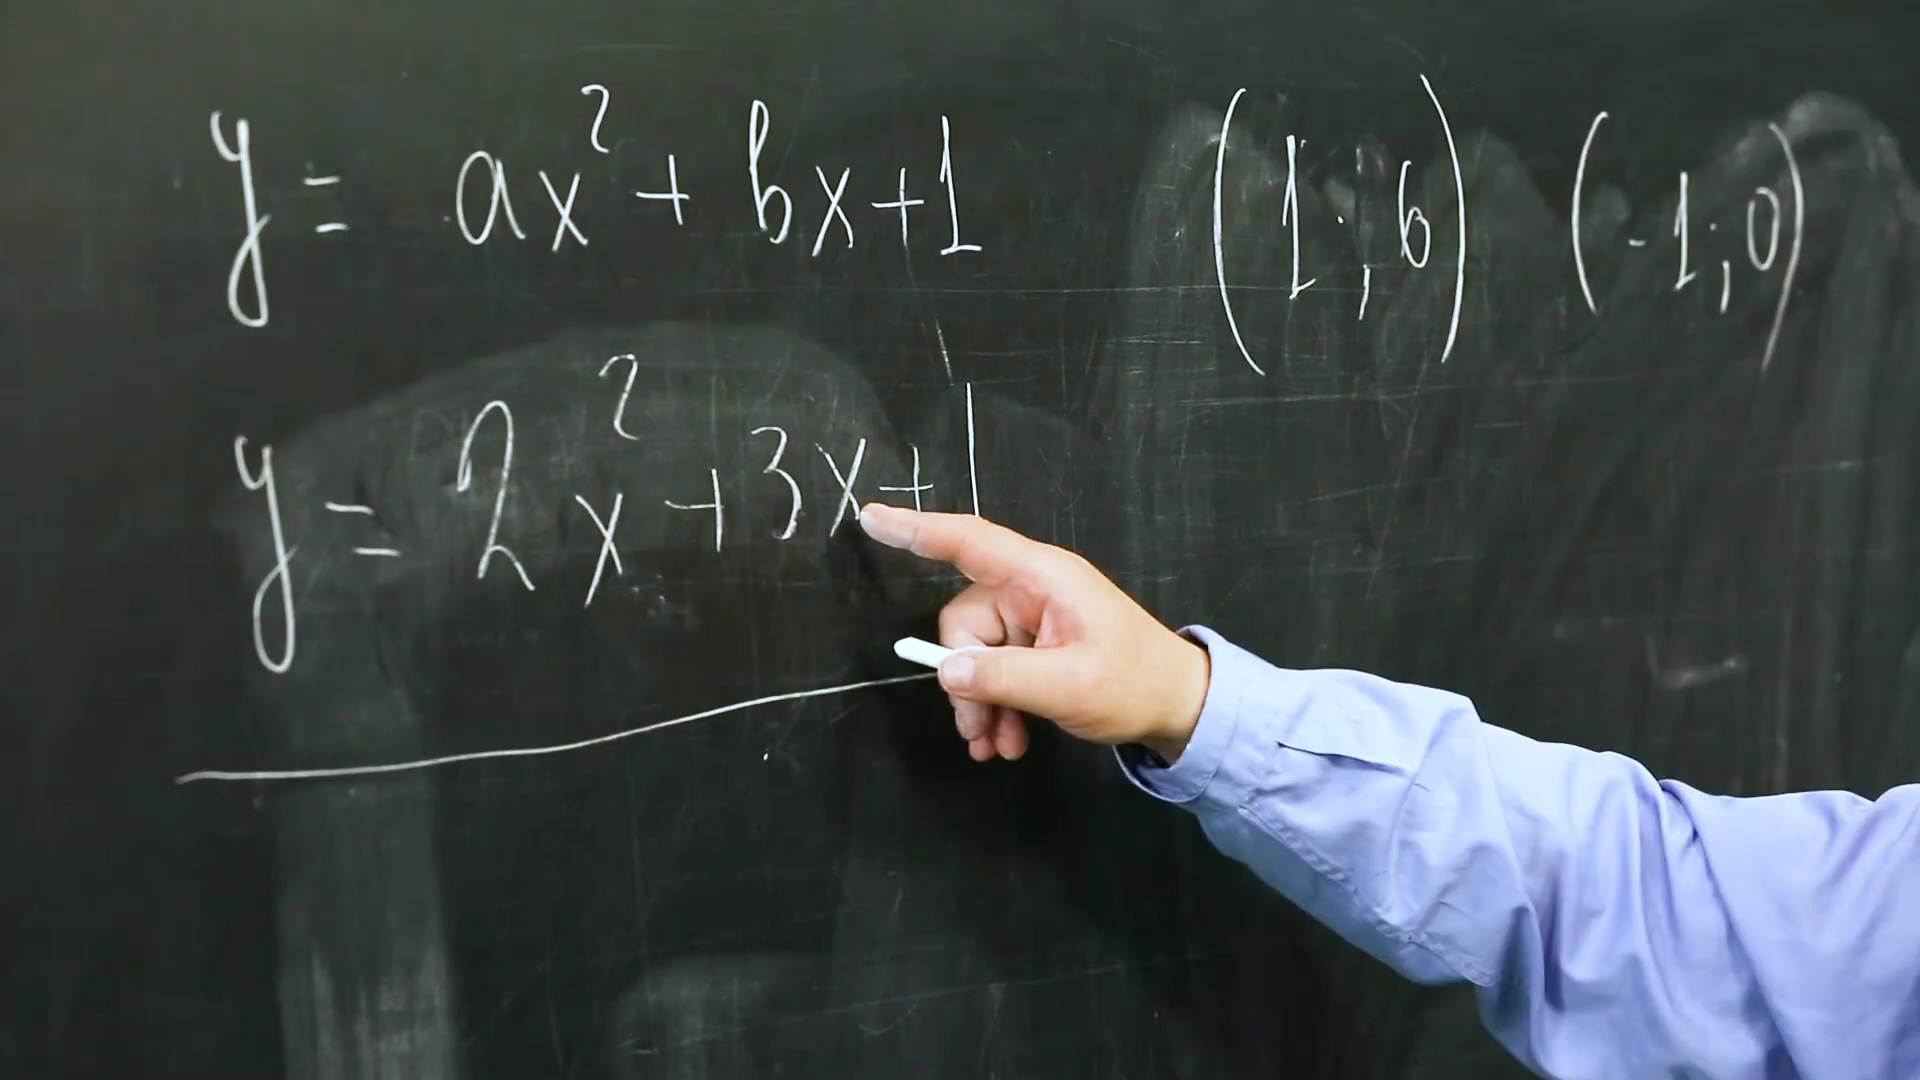 y = ax² + bx+1 (1; 6) (-1; 0)
y = 2x² +3x+1